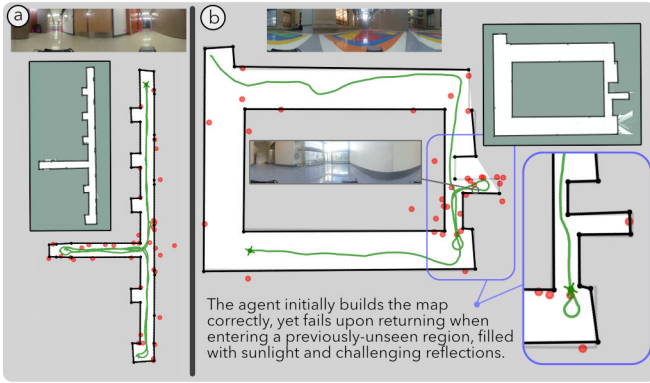 a
b
The agent initially builds the map
correctly, yet fails upon returning when
entering a previously-unseen region, filled
with sunlight and challenging reflections.